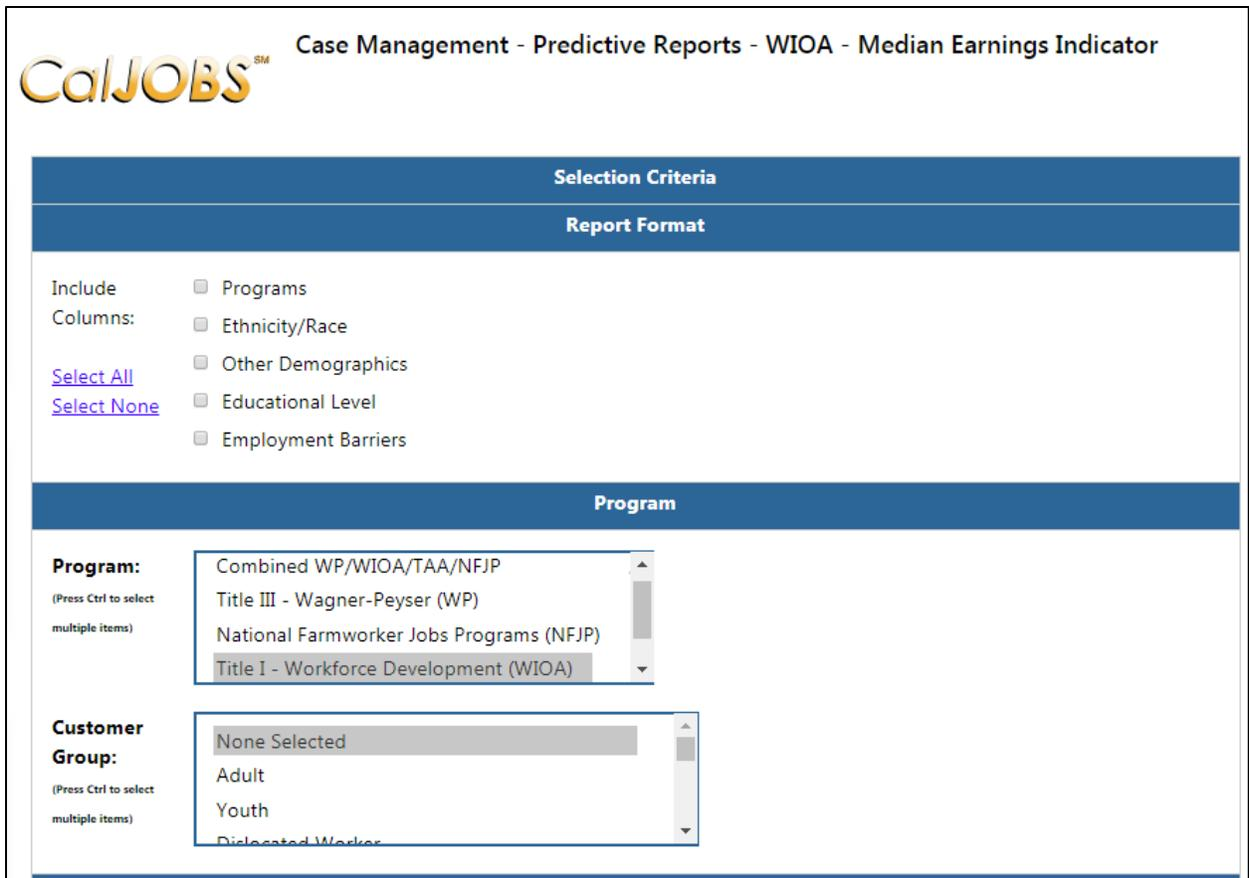 Case Management - Predictive Reports - WIOA - Median Earnings Indicator
CalJOBS℠
Selection Criteria
Report Format
Include
Columns:
Select All
Select None
Programs
Ethnicity/Race
Other Demographics
Educational Level
Employment Barriers
Program
Program:
(Press Ctrl to select
multiple items)
Combined WP/WIOA/TAA/NFJP
Title III - Wagner-Peyser (WP)
National Farmworker Jobs Programs (NFJP)
Title I - Workforce Development (WIOA)
Customer
Group:
(Press Ctrl to select
multiple items)
None Selected
Adult
Youth
Dislocated Worker